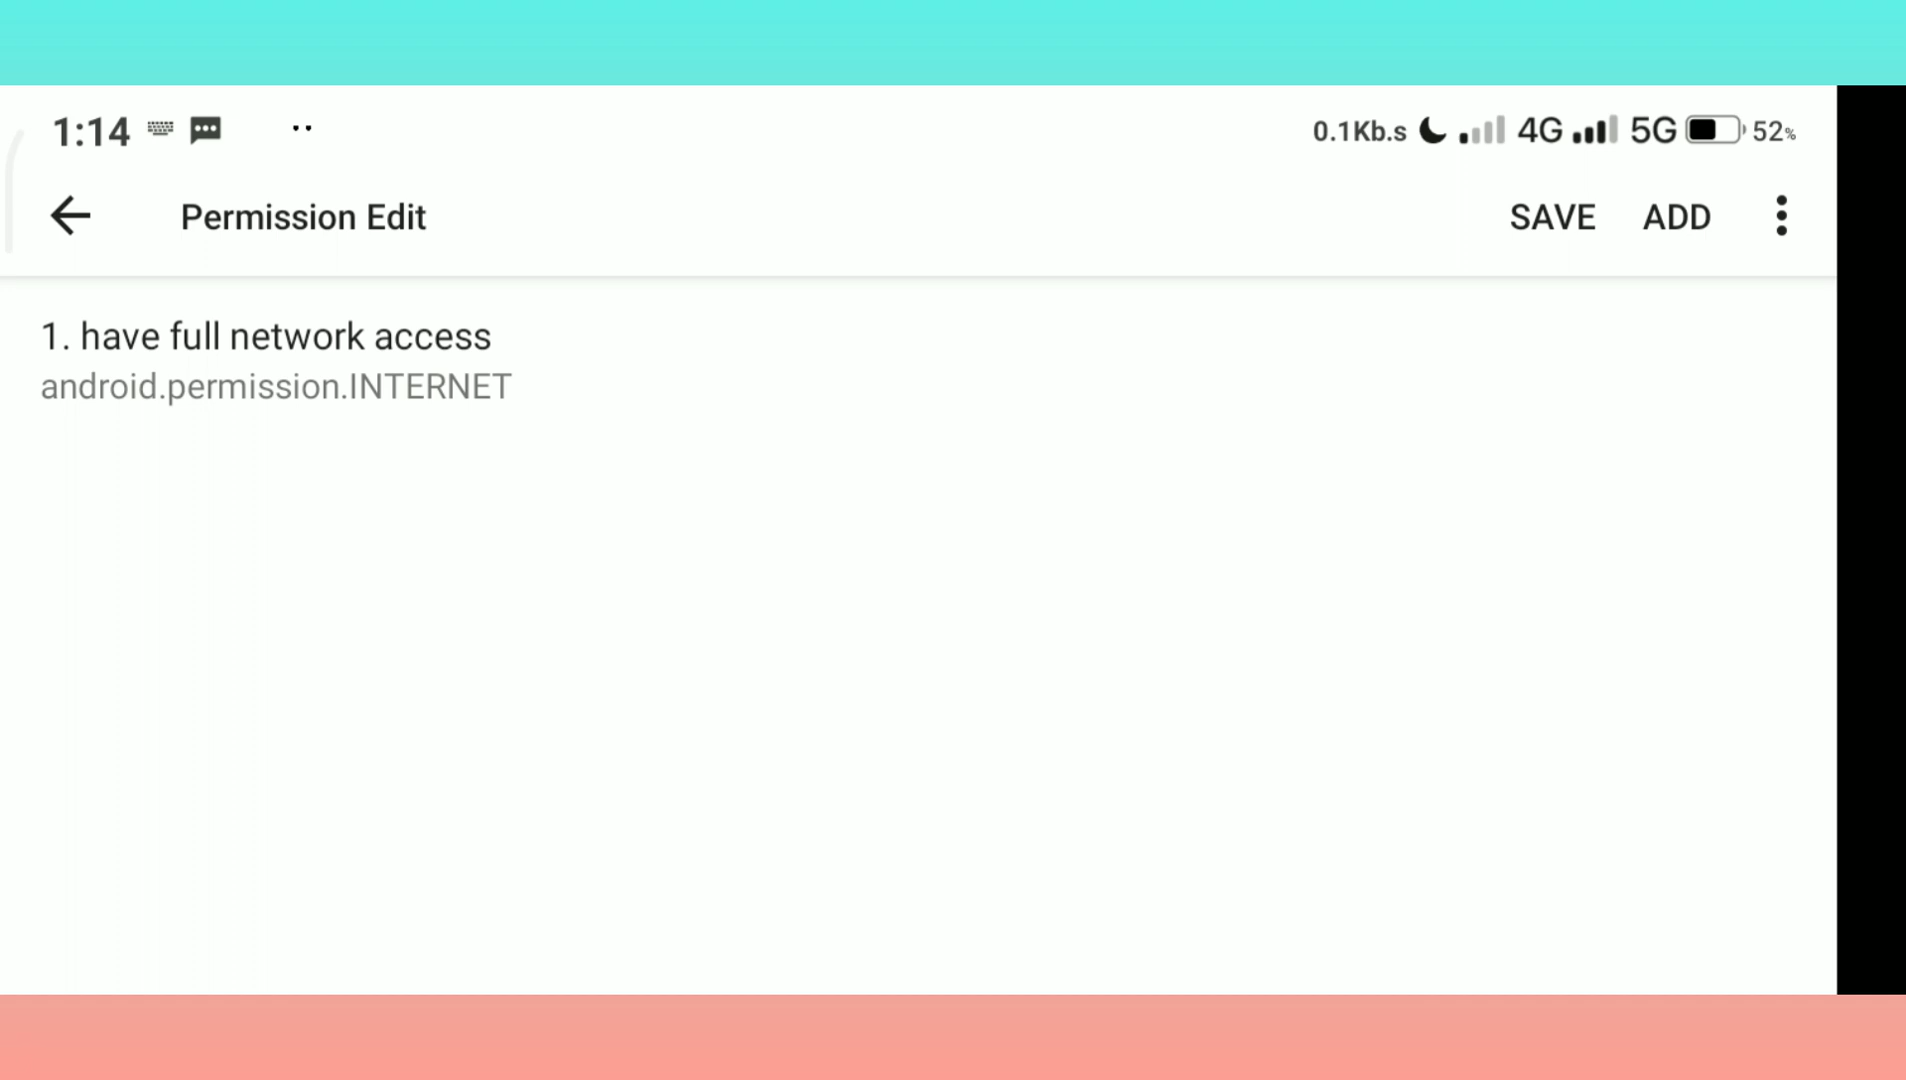 1:14 0.1Kb.s 4G 5G 52%
Permission Edit SAVE ADD
1. have full network access
android.permission.INTERNET